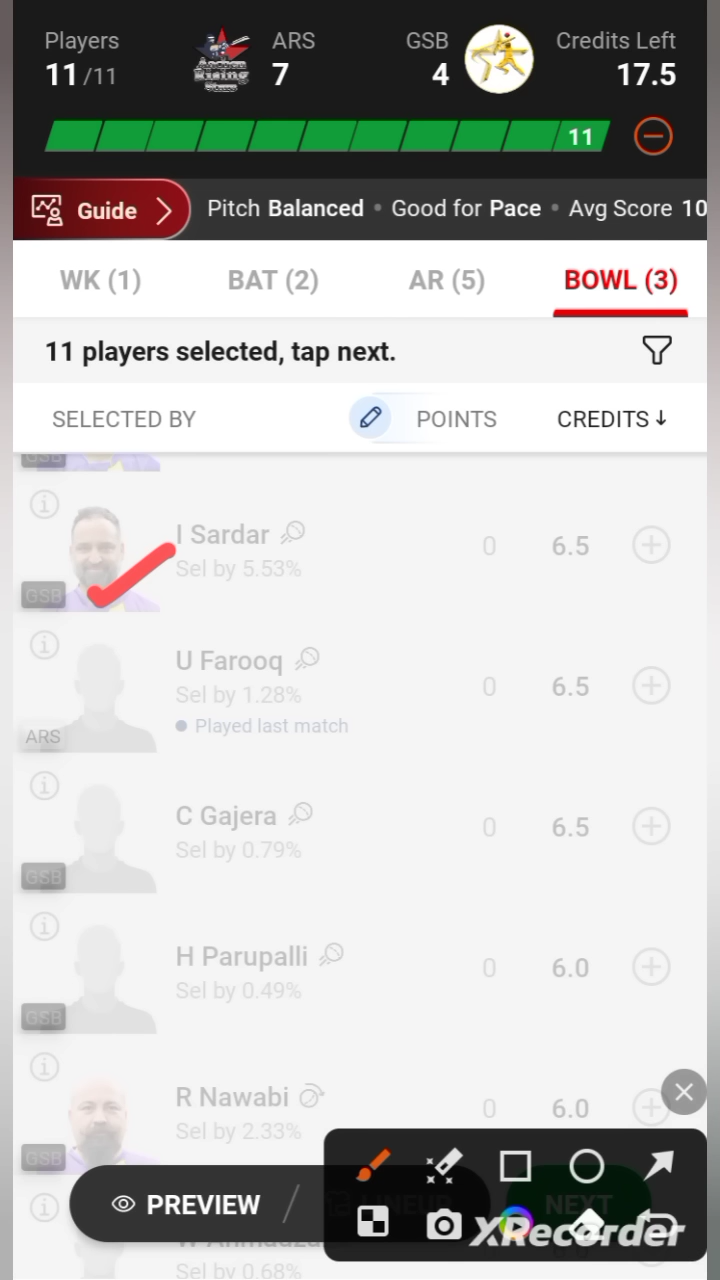 Players
11/11
ARS
7
GSB
4
Credits Left
17.5
11
Guide
Pitch Balanced • Good for Pace • Avg Score 10
WK (1)
BAT (2)
AR (5)
BOWL (3)
11 players selected, tap next.
SELECTED BY
POINTS
CREDITS ↓
GSB
I Sardar
Sel by 5.53%
0
6.5
GSB
U Farooq
Sel by 1.28%
Played last match
0
6.5
ARS
C Gajera
Sel by 0.79%
0
6.5
GSB
H Parupalli
Sel by 0.49%
0
6.0
GSB
R Nawabi
Sel by 2.33%
0
6.0
GSB
PREVIEW
LINEUP
NEXT
XRecorder
Sel by 0.68%